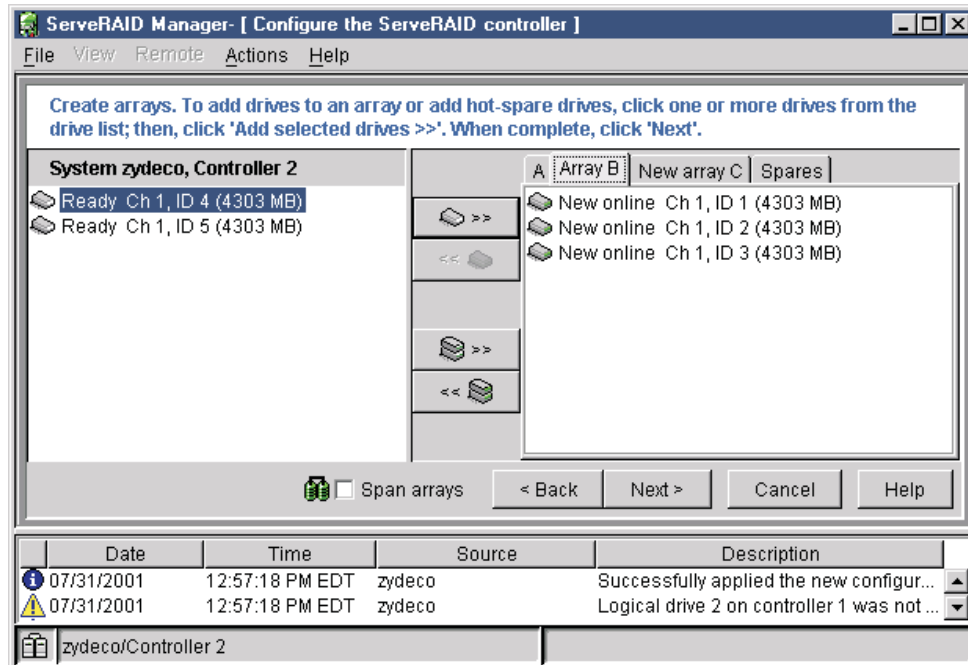 ServeRAID Manager- [ Configure the ServeRAID controller ]
File View Remote Actions Help
Create arrays. To add drives to an array or add hot-spare drives, click one or more drives from the
drive list; then, click 'Add selected drives >>'. When complete, click 'Next'.
System zydeco, Controller 2
Ready Ch 1, ID 4 (4303 MB)
Ready Ch 1, ID 5 (4303 MB)
>>
<<
>>
<<
A Array B New array C Spares
New online Ch 1, ID 1 (4303 MB)
New online Ch 1, ID 2 (4303 MB)
New online Ch 1, ID 3 (4303 MB)
Span arrays < Back Next > Cancel Help
Date Time Source Description
07/31/2001 12:57:18 PM EDT zydeco Successfully applied the new configur...
07/31/2001 12:57:18 PM EDT zydeco Logical drive 2 on controller 1 was not ...
zydeco/Controller 2